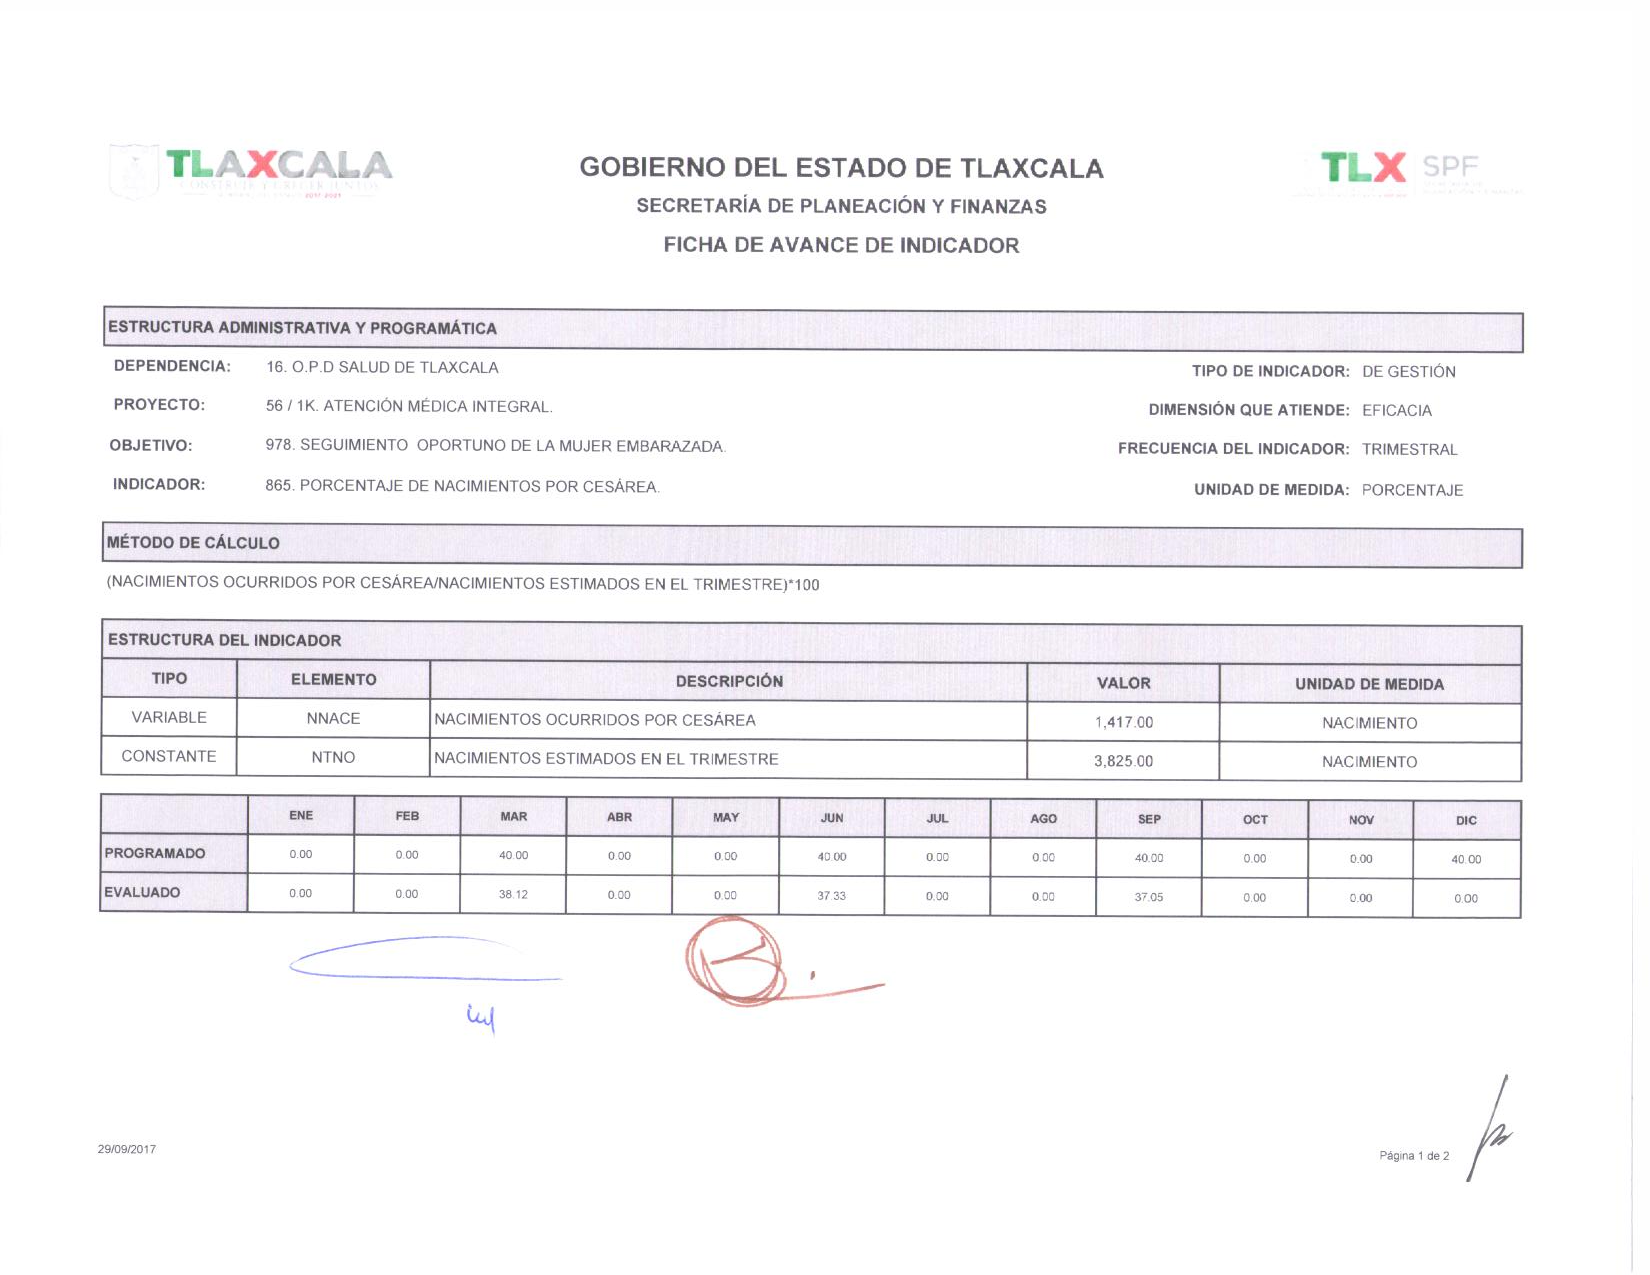 TLAXCALA
CONSTRUIR Y CRECER JUNTOS
GOBIERNO DEL ESTADO DE TLAXCALA
TLX SPF
SECRETARÍA DE PLANEACIÓN Y FINANZAS
FICHA DE AVANCE DE INDICADOR
ESTRUCTURA ADMINISTRATIVA Y PROGRAMÁTICA
DEPENDENCIA: 16. O.P.D SALUD DE TLAXCALA TIPO DE INDICADOR: DE GESTIÓN
PROYECTO: 56 / 1K. ATENCIÓN MÉDICA INTEGRAL. DIMENSIÓN QUE ATIENDE: EFICACIA
OBJETIVO: 978. SEGUIMIENTO OPORTUNO DE LA MUJER EMBARAZADA. FRECUENCIA DEL INDICADOR: TRIMESTRAL
INDICADOR: 865. PORCENTAJE DE NACIMIENTOS POR CESÁREA. UNIDAD DE MEDIDA: PORCENTAJE
MÉTODO DE CÁLCULO
(NACIMIENTOS OCURRIDOS POR CESÁREA/NACIMIENTOS ESTIMADOS EN EL TRIMESTRE)*100
ESTRUCTURA DEL INDICADOR
TIPO ELEMENTO DESCRIPCIÓN VALOR UNIDAD DE MEDIDA
VARIABLE NNACE NACIMIENTOS OCURRIDOS POR CESÁREA 1,417.00 NACIMIENTO
CONSTANTE NTNO NACIMIENTOS ESTIMADOS EN EL TRIMESTRE 3,825.00 NACIMIENTO
ENE FEB MAR ABR MAY JUN JUL AGO SEP OCT NOV DIC
PROGRAMADO 0.00 0.00 40.00 0.00 0.00 40.00 0.00 0.00 40.00 0.00 0.00 40.00
EVALUADO 0.00 0.00 38.12 0.00 0.00 37.33 0.00 0.00 37.05 0.00 0.00 0.00
29/09/2017
Página 1 de 2